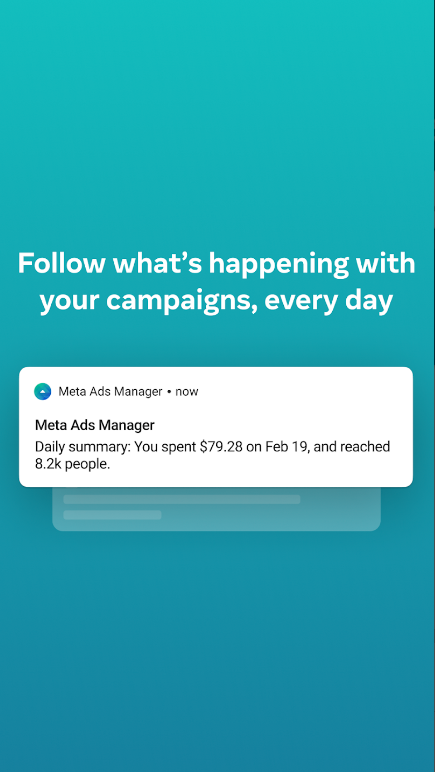 Follow what’s happening with
your campaigns, every day
Meta Ads Manager • now
Meta Ads Manager
Daily summary: You spent $79.28 on Feb 19, and reached
8.2k people.